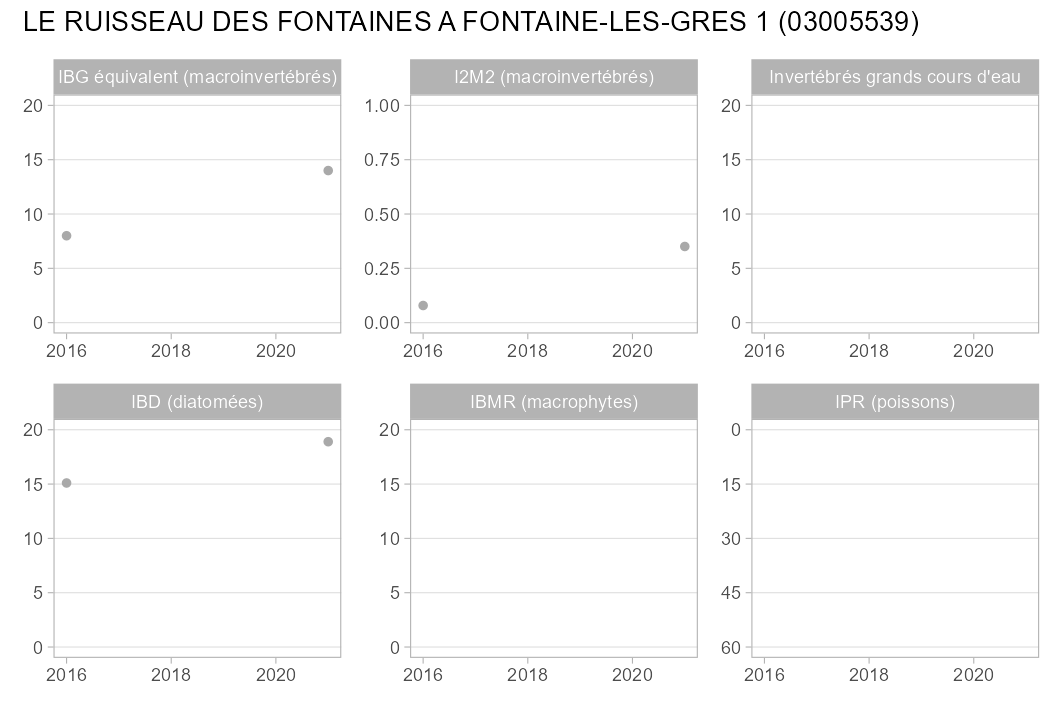 LE RUISSEAU DES FONTAINES A FONTAINE-LES-GRES 1 (03005539)
IBG équivalent (macroinvertébrés)
20
15
10
5
0
2016 2018 2020
I2M2 (macroinvertébrés)
1.00
0.75
0.50
0.25
0.00
2016 2018 2020
Invertébrés grands cours d'eau
20
15
10
5
0
2016 2018 2020
IBD (diatomées)
20
15
10
5
0
2016 2018 2020
IBMR (macrophytes)
20
15
10
5
0
2016 2018 2020
IPR (poissons)
0
15
30
45
60
2016 2018 2020